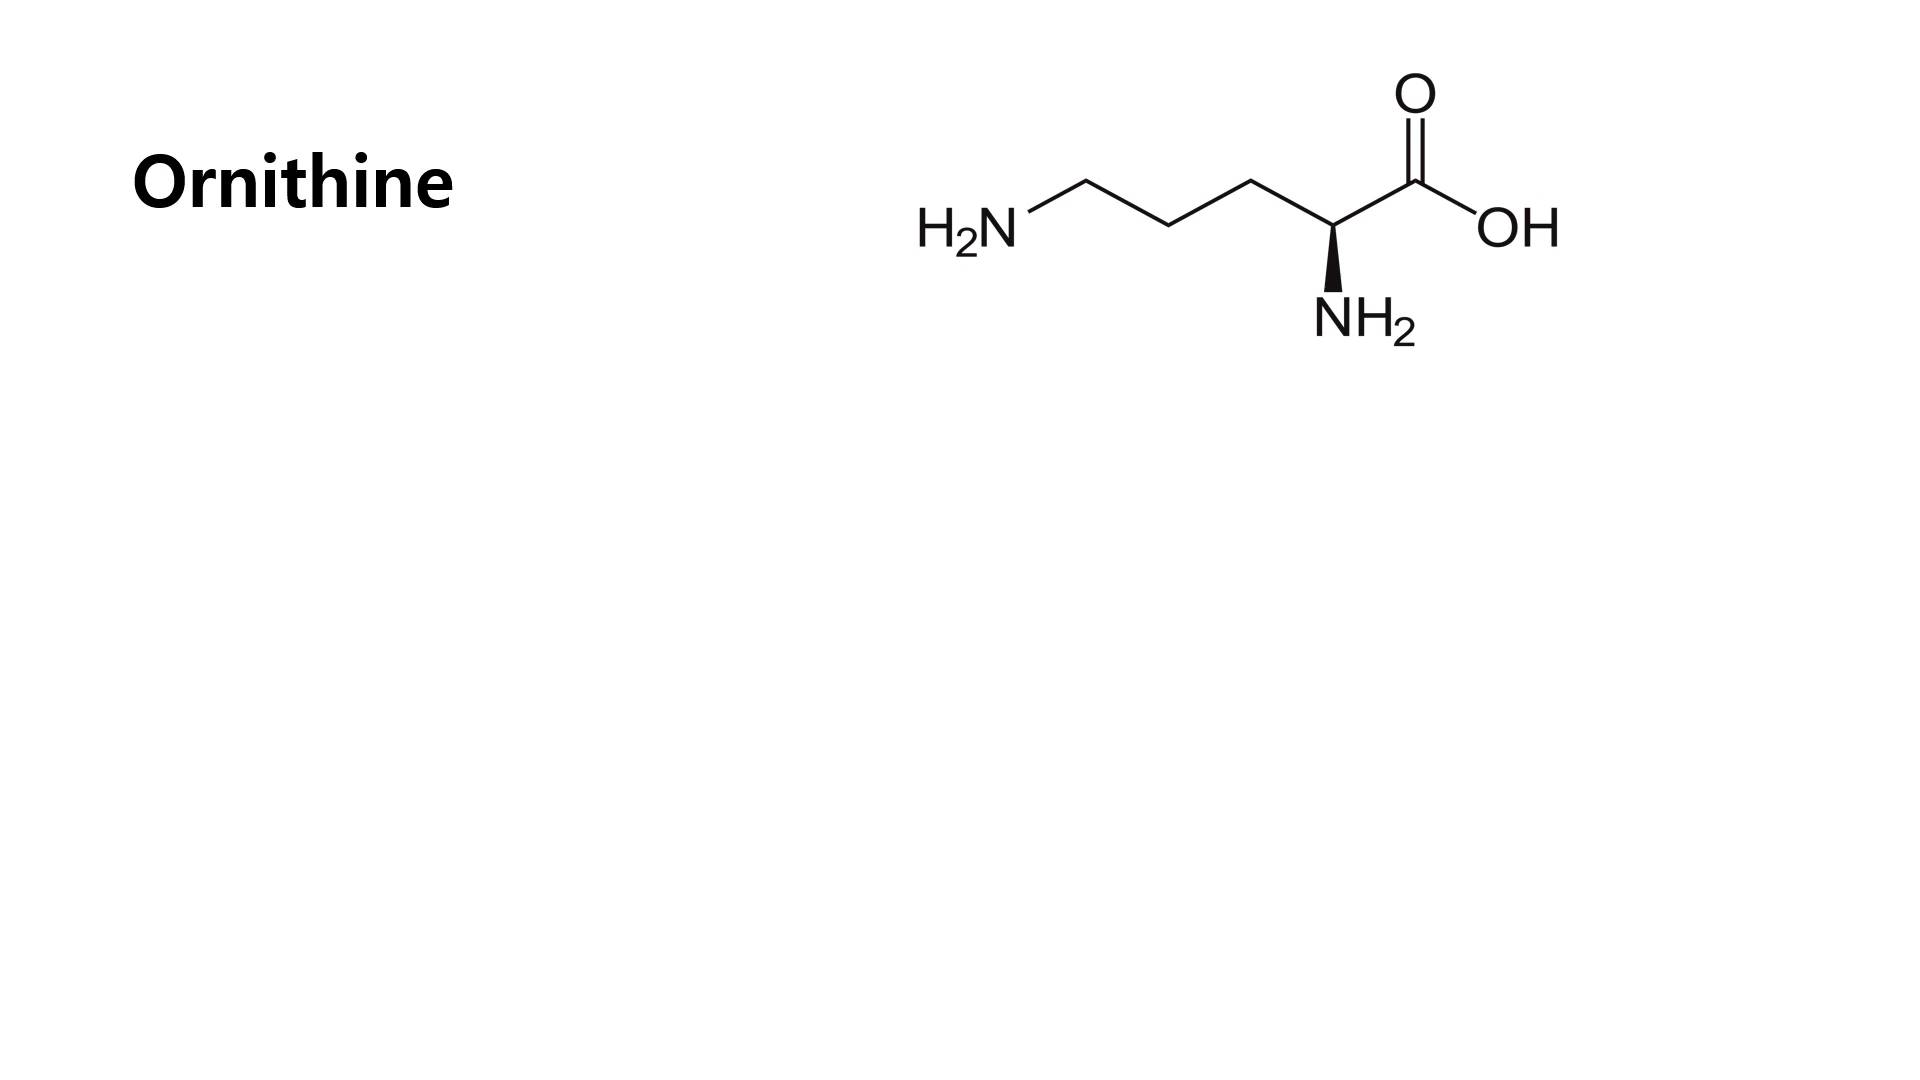 Ornithine
O
H₂N
OH
NH₂